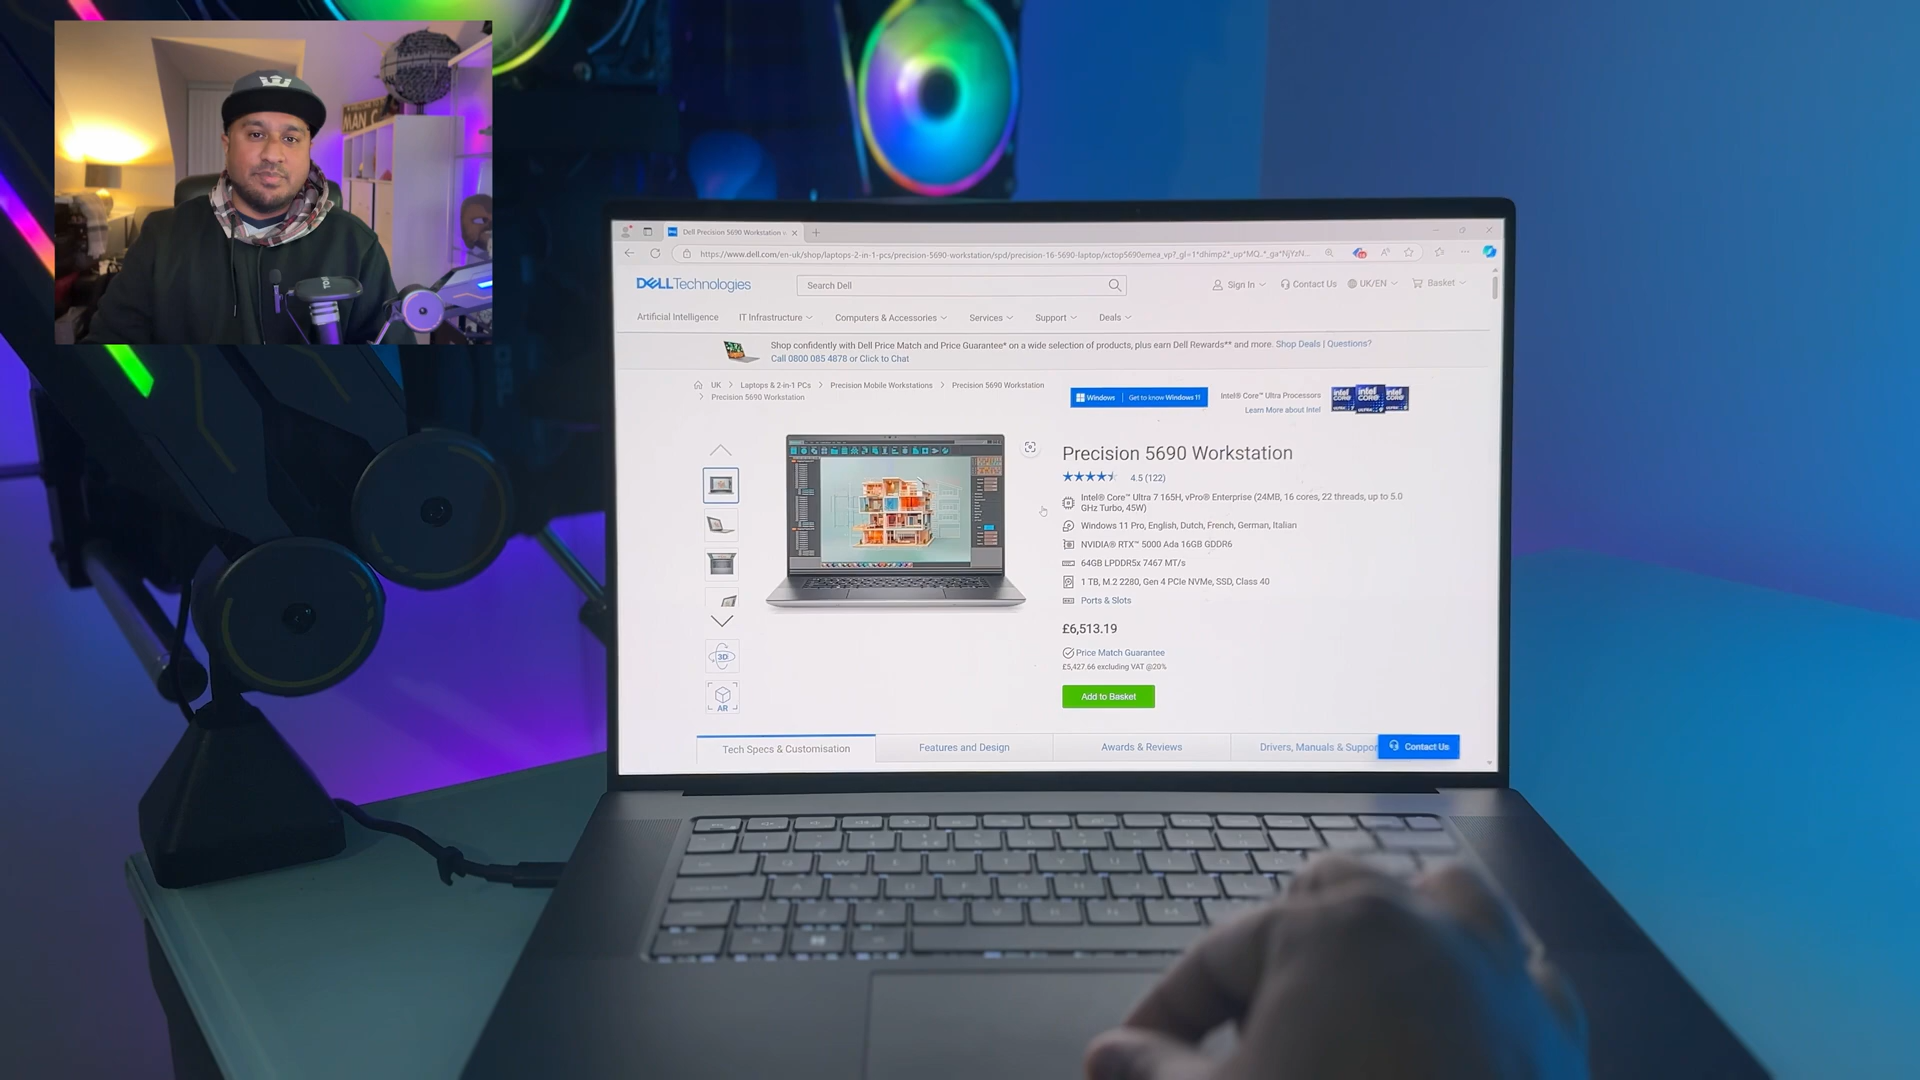 MAN C
Dell Precision 5690 Workstation
https://www.dell.com/en-uk/shop/laptops-2-in-1-pcs/precision-5690-workstation/spd/precision-16-5690-laptop/xctop5690emea_vp?_gl=1*dhimp2*_up*MQ..*_ga*NjYzN...
DELLTechnologies
Search Dell
Sign In
Contact Us
UK/EN
Basket
Artificial Intelligence
IT Infrastructure
Computers & Accessories
Services
Support
Deals
Shop confidently with Dell Price Match and Price Guarantee* on a wide selection of products, plus earn Dell Rewards** and more. Shop Deals | Questions?
Call 0800 085 4878 or Click to Chat
UK > Laptops & 2-in-1 PCs > Precision Mobile Workstations > Precision 5690 Workstation
> Precision 5690 Workstation
Windows | Get to know Windows 11
Intel® Core™ Ultra Processors
Learn More about Intel
intel CORE ULTRA 7
intel CORE ULTRA 9
Precision 5690 Workstation
4.5 (122)
Intel® Core™ Ultra 7 165H, vPro® Enterprise (24MB, 16 cores, 22 threads, up to 5.0
GHz Turbo, 45W)
Windows 11 Pro, English, Dutch, French, German, Italian
NVIDIA® RTX™ 5000 Ada 16GB GDDR6
64GB LPDDR5x 7467 MT/s
1 TB, M.2 2280, Gen 4 PCIe NVMe, SSD, Class 40
Ports & Slots
£6,513.19
Price Match Guarantee
£5,427.66 excluding VAT @20%
Add to Basket
3D
AR
Tech Specs & Customisation
Features and Design
Awards & Reviews
Drivers, Manuals & Suppor
Contact Us